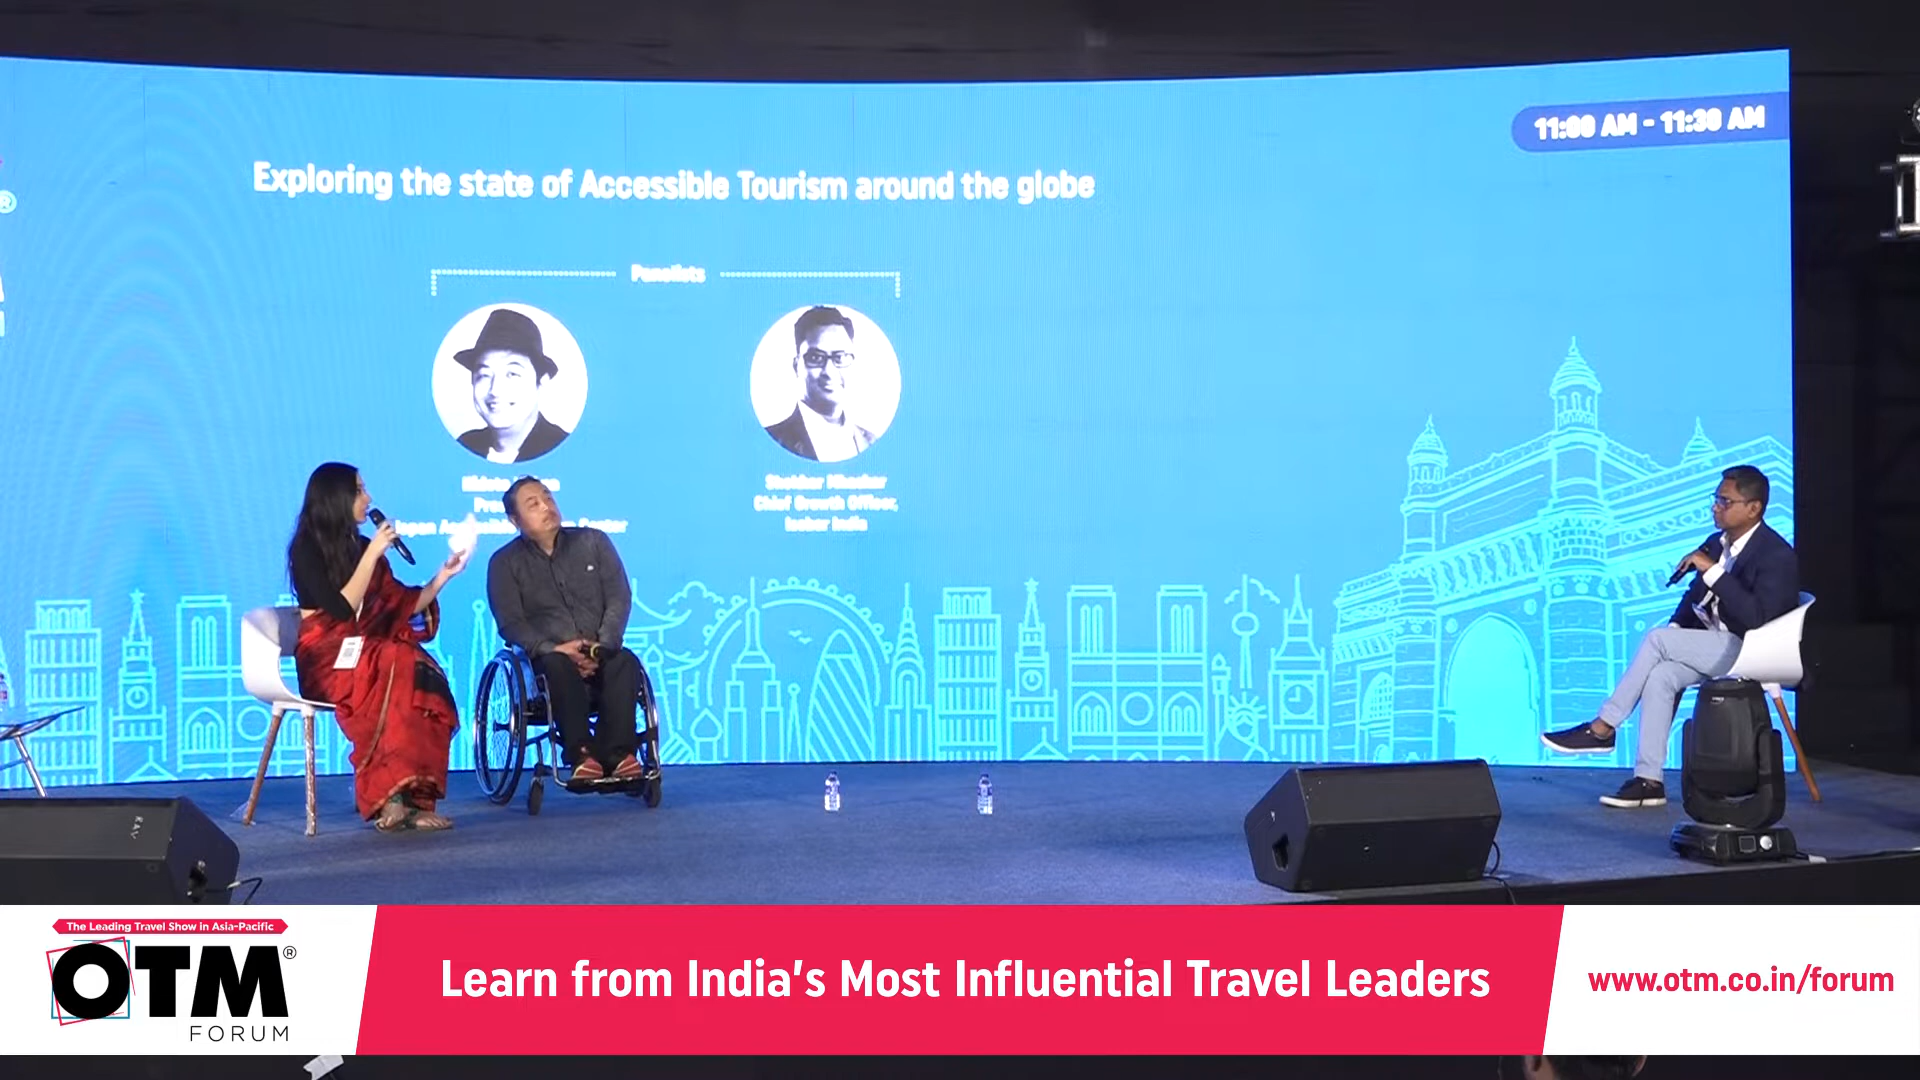 11:00 AM - 11:30 AM
Exploring the state of Accessible Tourism around the globe
Panelists
Chief Growth Officer,
Isobar India
The Leading Travel Show in Asia-Pacific
OTM®
FORUM
Learn from India's Most Influential Travel Leaders
www.otm.co.in/forum